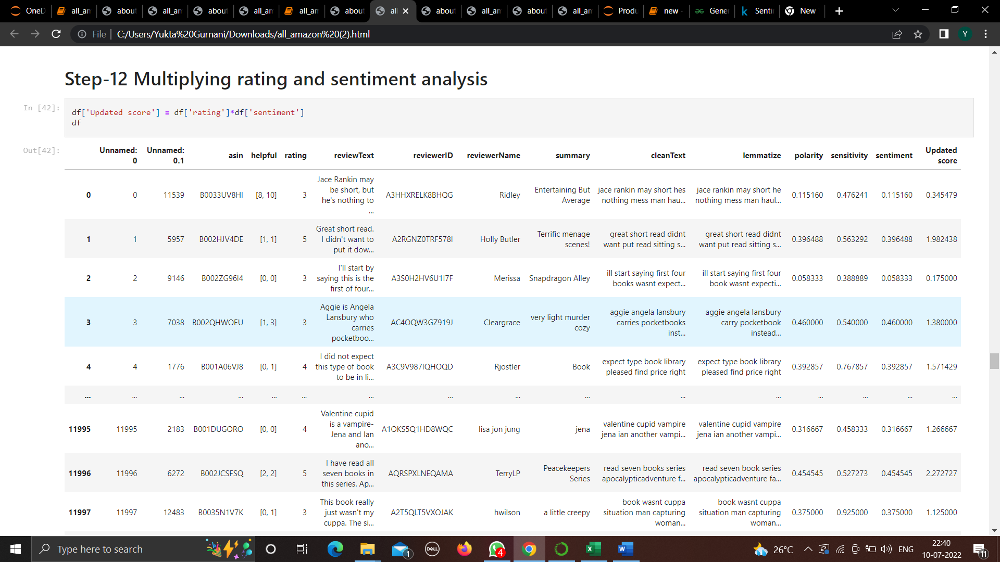 OneD
all_am
about
all_am
about
all_am
all_am
about
all
about
all_am
about
all_am
Produ
new -
Gene
Senti
New
File
C:/Users/Yukta%20Gurnani/Downloads/all_amazon%20(2).html
Y
Step-12 Multiplying rating and sentiment analysis
In [42]:
df['Updated score'] = df['rating']*df['sentiment']
df
Out[42]:
Unnamed: 0 Unnamed: 0.1 asin helpful rating reviewText reviewerID reviewerName summary cleanText lemmatize polarity sensitivity sentiment Updated score
0 0 11539 B0033UV8HI [8, 10] 3 Jace Rankin may be short, but he's nothing to ... A3HHXRELK8BHQG Ridley Entertaining But Average jace rankin may short hes nothing mess man hau... jace rankin may short he nothing mess man haul... 0.115160 0.476241 0.115160 0.345479
1 1 5957 B002HJV4DE [1, 1] 5 Great short read. I didn't want to put it dow... A2RGNZ0TRF578I Holly Butler Terrific menage scenes! great short read didnt want put read sitting s... great short read didnt want put read sitting s... 0.396488 0.563292 0.396488 1.982438
2 2 9146 B002ZG96I4 [0, 0] 3 I'll start by saying this is the first of four... A3S0H2HV6U1I7F Merissa Snapdragon Alley ill start saying first four books wasnt expect... ill start saying first four book wasnt expecti... 0.058333 0.388889 0.058333 0.175000
3 3 7038 B002QHWOEU [1, 3] 3 Aggie is Angela Lansbury who carries pocketboo... AC4OQW3GZ919J Cleargrace very light murder cozy aggie angela lansbury carries pocketbooks inst... aggie angela lansbury carry pocketbook instead... 0.460000 0.540000 0.460000 1.380000
4 4 1776 B001A06VJ8 [0, 1] 4 I did not expect this type of book to be in li... A3C9V987IQHOQD Rjostler Book expect type book library pleased find price right expect type book library pleased find price right 0.392857 0.767857 0.392857 1.571429
... ... ... ... ... ... ... ... ... ... ... ... ... ... ... ...
11995 11995 2183 B001DUGORO [0, 0] 4 Valentine cupid is a vampire- Jena and Ian ano... A1OKS5Q1HD8WQC lisa jon jung jena valentine cupid vampire jena ian another vampi... valentine cupid vampire jena ian another vampi... 0.316667 0.458333 0.316667 1.266667
11996 11996 6272 B002JCSFSQ [2, 2] 5 I have read all seven books in this series. Ap... AQRSPXLNEQAMA TerryLP Peacekeepers Series read seven books series apocalypticadventure f... read seven book series apocalypticadventure fa... 0.454545 0.527273 0.454545 2.272727
11997 11997 12483 B0035N1V7K [0, 1] 3 This book really just wasn't my cuppa. The si... A2T5QLT5VXOJAK hwilson a little creepy book wasnt cuppa situation man capturing woman... book wasnt cuppa situation man capturing woman... 0.375000 0.925000 0.375000 1.125000
Type here to search
1
DELL
4
26°C
ENG
22:40
10-07-2022
11